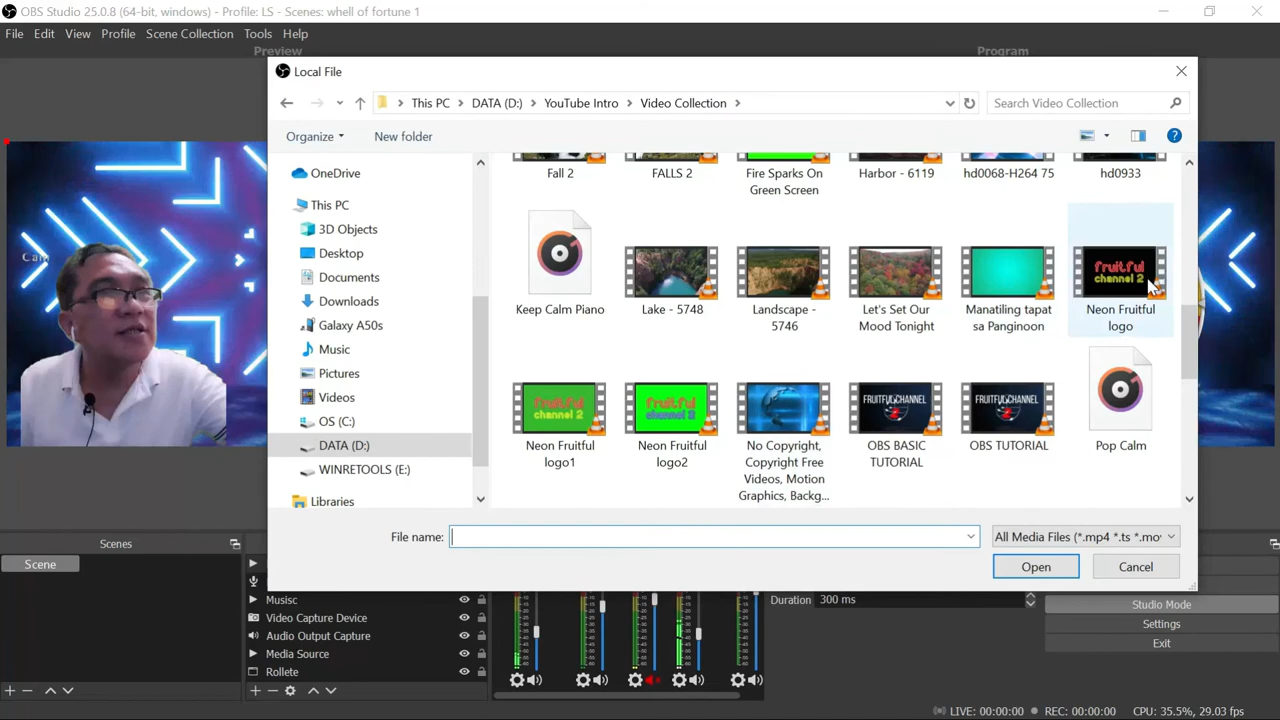 OBS Studio 25.0.8 (64-bit, windows) - Profile: LS - Scenes: whell of fortune 1
File Edit View Profile Scene Collection Tools Help
Preview
Program
Local File
This PC > DATA (D:) > YouTube Intro > Video Collection >
Search Video Collection
Organize
New folder
OneDrive
This PC
3D Objects
Desktop
Documents
Downloads
Galaxy A50s
Music
Pictures
Videos
OS (C:)
DATA (D:)
WINRETOOLS (E:)
Libraries
Fall 2
FALLS 2
Fire Sparks On
Green Screen
Harbor - 6119
hd0068-H264 75
hd0933
Keep Calm Piano
Lake - 5748
Landscape -
5746
Let's Set Our
Mood Tonight
Manatiling tapat
sa Panginoon
fruitful
channel 2
Neon Fruitful
logo
fruitful
channel 2
Neon Fruitful
logo1
fruitful
channel 2
Neon Fruitful
logo2
No Copyright,
Copyright Free
Videos, Motion
Graphics, Backg...
FRUITFULCHANNEL
OBS BASIC
TUTORIAL
FRUITFULCHANNEL
OBS TUTORIAL
Pop Calm
File name:
All Media Files (*.mp4 *.ts *.mo
Open
Cancel
Cam
Scenes
Scene
Musisc
Video Capture Device
Audio Output Capture
Media Source
Rollete
Duration 300 ms
Studio Mode
Settings
Exit
LIVE: 00:00:00
REC: 00:00:00
CPU: 35.5%, 29.03 fps